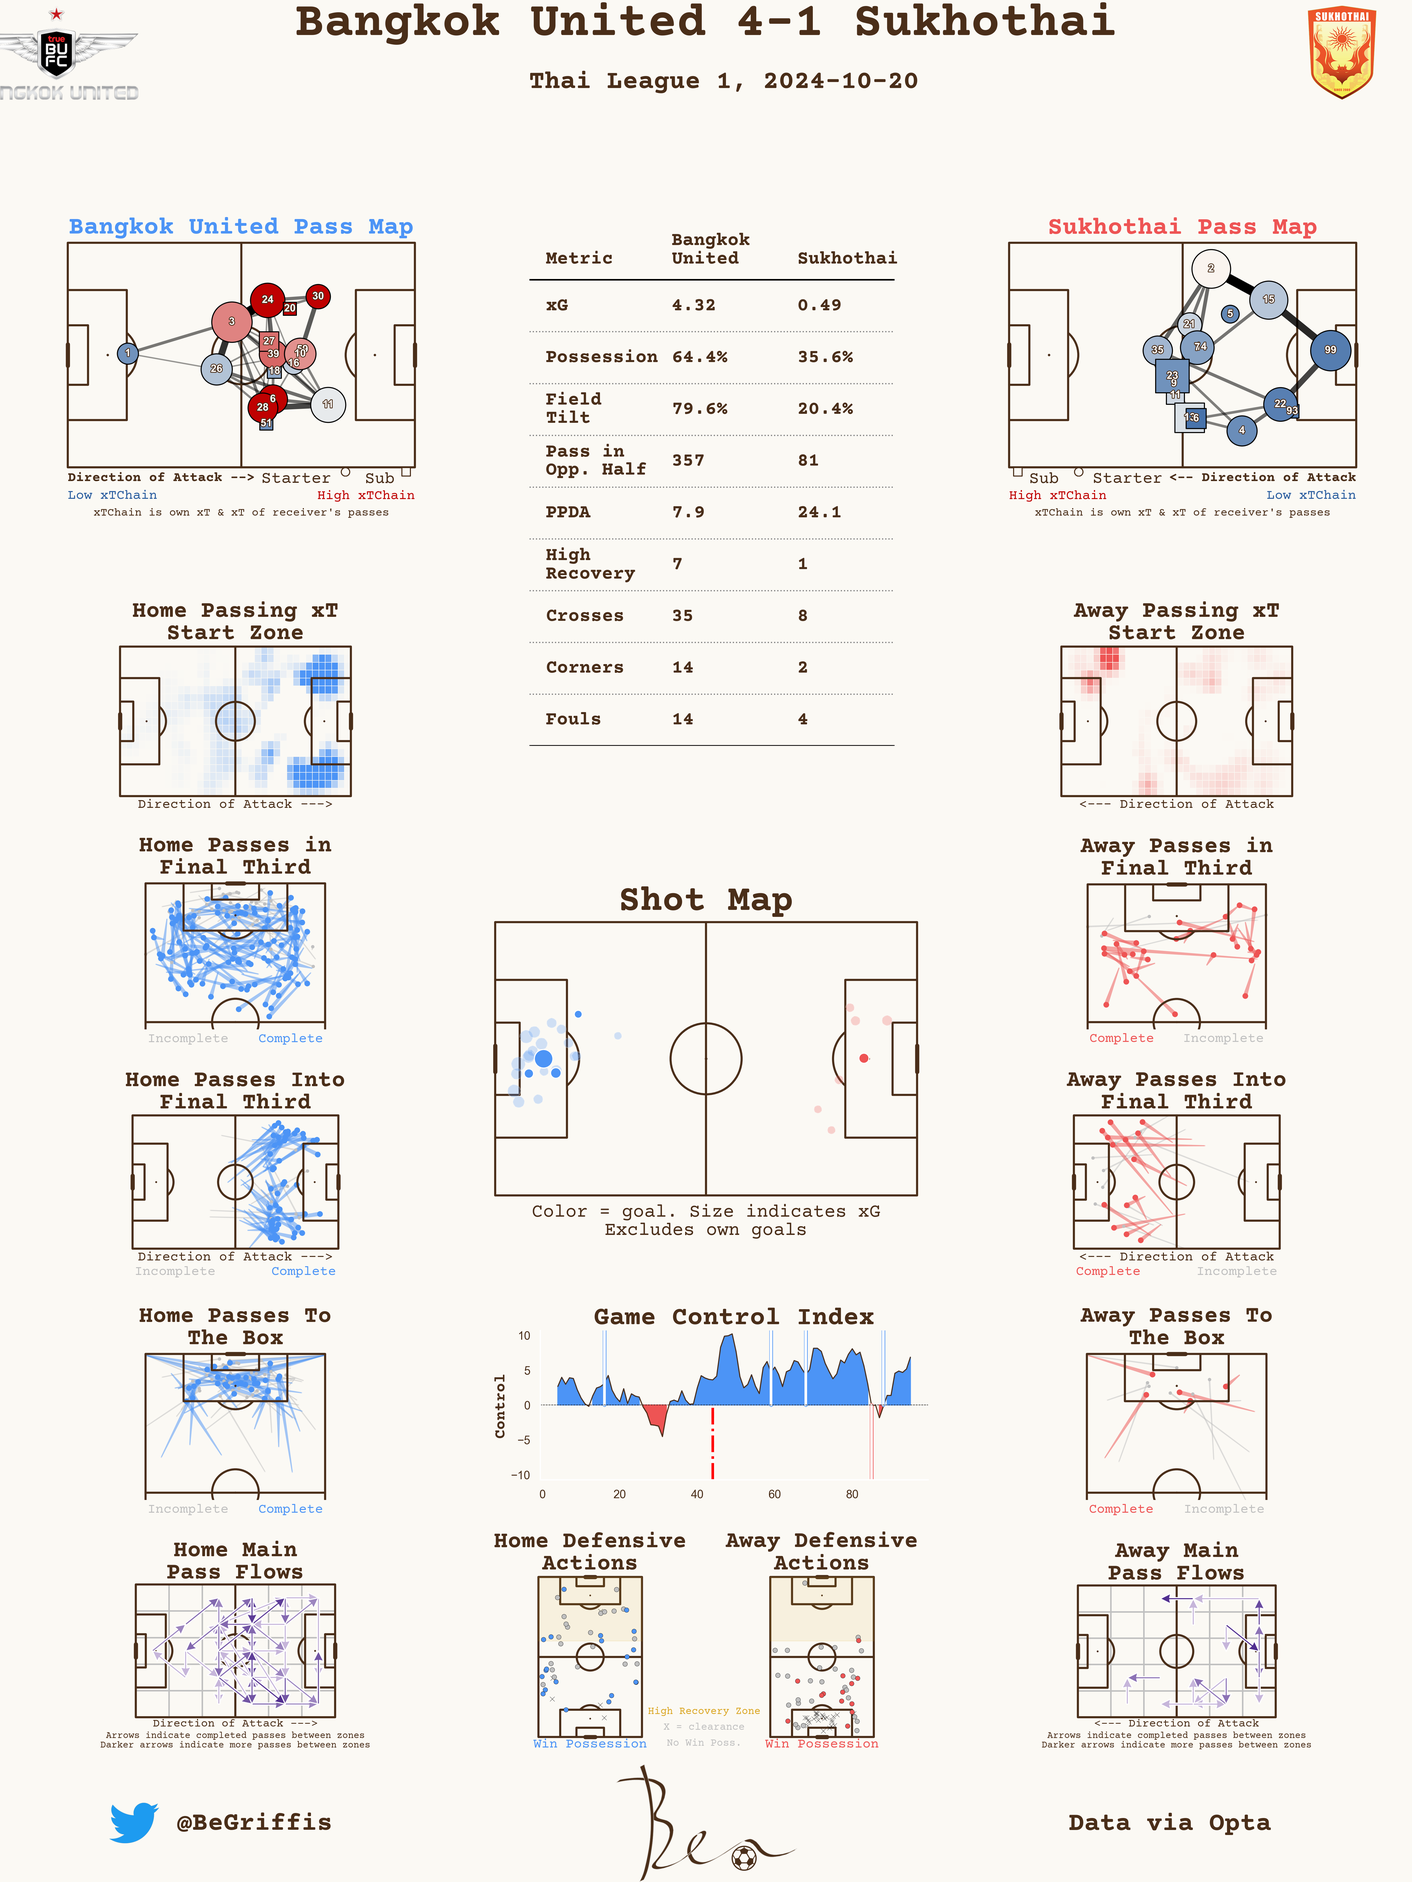 Bangkok United 4-1 Sukhothai
Thai League 1, 2024-10-20
true
BU
FC
NGKOK UNITED
SUKHOTHAI
Bangkok United Pass Map
1
3
26
24
20
30
27
39
10
16
18
6
28
51
11
Direction of Attack --> Starter Sub
Low xTChain High xTChain
xTChain is own xT & xT of receiver's passes
Metric Bangkok United Sukhothai
xG 4.32 0.49
Possession 64.4% 35.6%
Field Tilt 79.6% 20.4%
Pass in Opp. Half 357 81
PPDA 7.9 24.1
High Recovery 7 1
Crosses 35 8
Corners 14 2
Fouls 14 4
Sukhothai Pass Map
2
15
5
21
35
74
99
23
9
11
6
22
93
4
Sub Starter <-- Direction of Attack
High xTChain Low xTChain
xTChain is own xT & xT of receiver's passes
Home Passing xT
Start Zone
Direction of Attack --->
Away Passing xT
Start Zone
<--- Direction of Attack
Home Passes in
Final Third
Incomplete Complete
Away Passes in
Final Third
Complete Incomplete
Shot Map
Color = goal. Size indicates xG
Excludes own goals
Home Passes Into
Final Third
Direction of Attack --->
Incomplete Complete
Away Passes Into
Final Third
<--- Direction of Attack
Complete Incomplete
Home Passes To
The Box
Incomplete Complete
Game Control Index
Control
10
5
0
−5
−10
0 20 40 60 80
Away Passes To
The Box
Complete Incomplete
Home Main
Pass Flows
Direction of Attack --->
Arrows indicate completed passes between zones
Darker arrows indicate more passes between zones
Home Defensive
Actions
Win Possession
High Recovery Zone
X = clearance
No Win Poss.
Away Defensive
Actions
Win Possession
Away Main
Pass Flows
<--- Direction of Attack
Arrows indicate completed passes between zones
Darker arrows indicate more passes between zones
@BeGriffis
Ben
Data via Opta